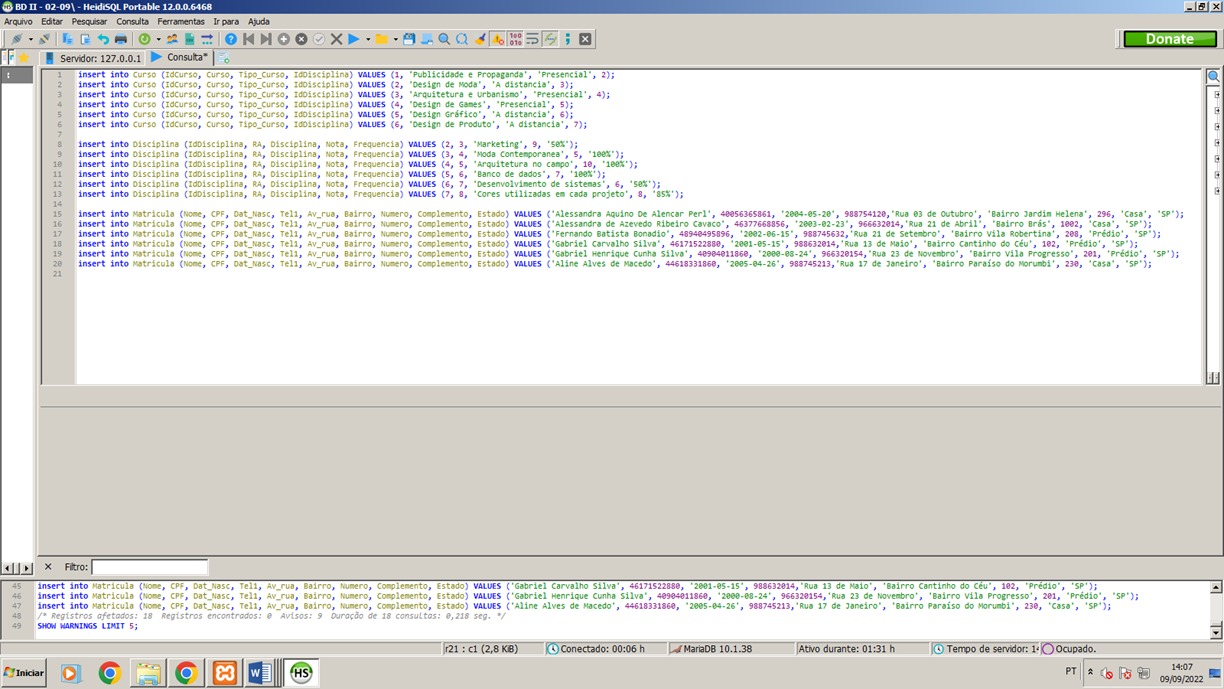 BD II - 02-09\ - HeidiSQL Portable 12.0.0.6468
Arquivo Editar Pesquisar Consulta Ferramentas Ir para Ajuda
Donate
Servidor: 127.0.0.1 Consulta*
1 insert into Curso (IdCurso, Curso, Tipo_Curso, IdDisciplina) VALUES (1, 'Publicidade e Propaganda', 'Presencial', 2);
2 insert into Curso (IdCurso, Curso, Tipo_Curso, IdDisciplina) VALUES (2, 'Design de Moda', 'A distancia', 3);
3 insert into Curso (IdCurso, Curso, Tipo_Curso, IdDisciplina) VALUES (3, 'Arquitetura e Urbanismo', 'Presencial', 4);
4 insert into Curso (IdCurso, Curso, Tipo_Curso, IdDisciplina) VALUES (4, 'Design de Games', 'Presencial', 5);
5 insert into Curso (IdCurso, Curso, Tipo_Curso, IdDisciplina) VALUES (5, 'Design Gráfico', 'A distancia', 6);
6 insert into Curso (IdCurso, Curso, Tipo_Curso, IdDisciplina) VALUES (6, 'Design de Produto', 'A distancia', 7);
7
8 insert into Disciplina (IdDisciplina, RA, Disciplina, Nota, Frequencia) VALUES (2, 3, 'Marketing', 9, '50%');
9 insert into Disciplina (IdDisciplina, RA, Disciplina, Nota, Frequencia) VALUES (3, 4, 'Moda Contemporanea', 5, '100%');
10 insert into Disciplina (IdDisciplina, RA, Disciplina, Nota, Frequencia) VALUES (4, 5, 'Arquitetura no campo', 10, '100%');
11 insert into Disciplina (IdDisciplina, RA, Disciplina, Nota, Frequencia) VALUES (5, 6, 'Banco de dados', 7, '100%');
12 insert into Disciplina (IdDisciplina, RA, Disciplina, Nota, Frequencia) VALUES (6, 7, 'Desenvolvimento de sistemas', 6, '50%');
13 insert into Disciplina (IdDisciplina, RA, Disciplina, Nota, Frequencia) VALUES (7, 8, 'Cores utilizadas em cada projeto', 8, '85%');
14
15 insert into Matricula (Nome, CPF, Dat_Nasc, Tel1, Av_rua, Bairro, Numero, Complemento, Estado) VALUES ('Alessandra Aquino De Alencar Perl', 40056365861, '2004-05-20', 988754120,'Rua 03 de Outubro', 'Bairro Jardim Helena', 296, 'Casa', 'SP');
16 insert into Matricula (Nome, CPF, Dat_Nasc, Tel1, Av_rua, Bairro, Numero, Complemento, Estado) VALUES ('Alessandra de Azevedo Ribeiro Cavaco', 46377668856, '2003-02-23', 966632014,'Rua 21 de Abril', 'Bairro Brás', 1002, 'Casa', 'SP');
17 insert into Matricula (Nome, CPF, Dat_Nasc, Tel1, Av_rua, Bairro, Numero, Complemento, Estado) VALUES ('Fernando Batista Bonadio', 48940495896, '2002-06-15', 988745632,'Rua 21 de Setembro', 'Bairro Vila Robertina', 208, 'Prédio', 'SP');
18 insert into Matricula (Nome, CPF, Dat_Nasc, Tel1, Av_rua, Bairro, Numero, Complemento, Estado) VALUES ('Gabriel Carvalho Silva', 46171522880, '2001-05-15', 988632014,'Rua 13 de Maio', 'Bairro Cantinho do Céu', 102, 'Prédio', 'SP');
19 insert into Matricula (Nome, CPF, Dat_Nasc, Tel1, Av_rua, Bairro, Numero, Complemento, Estado) VALUES ('Gabriel Henrique Cunha Silva', 40904011860, '2000-08-24', 966320154,'Rua 23 de Novembro', 'Bairro Vila Progresso', 201, 'Prédio', 'SP');
20 insert into Matricula (Nome, CPF, Dat_Nasc, Tel1, Av_rua, Bairro, Numero, Complemento, Estado) VALUES ('Aline Alves de Macedo', 44618331860, '2005-04-26', 988745213,'Rua 17 de Janeiro', 'Bairro Paraíso do Morumbi', 230, 'Casa', 'SP');
21
Filtro:
45 insert into Matricula (Nome, CPF, Dat_Nasc, Tel1, Av_rua, Bairro, Numero, Complemento, Estado) VALUES ('Gabriel Carvalho Silva', 46171522880, '2001-05-15', 988632014,'Rua 13 de Maio', 'Bairro Cantinho do Céu', 102, 'Prédio', 'SP');
46 insert into Matricula (Nome, CPF, Dat_Nasc, Tel1, Av_rua, Bairro, Numero, Complemento, Estado) VALUES ('Gabriel Henrique Cunha Silva', 40904011860, '2000-08-24', 966320154,'Rua 23 de Novembro', 'Bairro Vila Progresso', 201, 'Prédio', 'SP');
47 insert into Matricula (Nome, CPF, Dat_Nasc, Tel1, Av_rua, Bairro, Numero, Complemento, Estado) VALUES ('Aline Alves de Macedo', 44618331860, '2005-04-26', 988745213,'Rua 17 de Janeiro', 'Bairro Paraíso do Morumbi', 230, 'Casa', 'SP');
48 /* Registros afetados: 18 Registros encontrados: 0 Avisos: 9 Duração de 18 consultas: 0,218 seg. */
49 SHOW WARNINGS LIMIT 5;
r21 : c1 (2,8 KiB) Conectado: 00:06 h MariaDB 10.1.38 Ativo durante: 01:31 h Tempo de servidor: 14 Ocupado.
Iniciar HS PT 14:07
09/09/2022